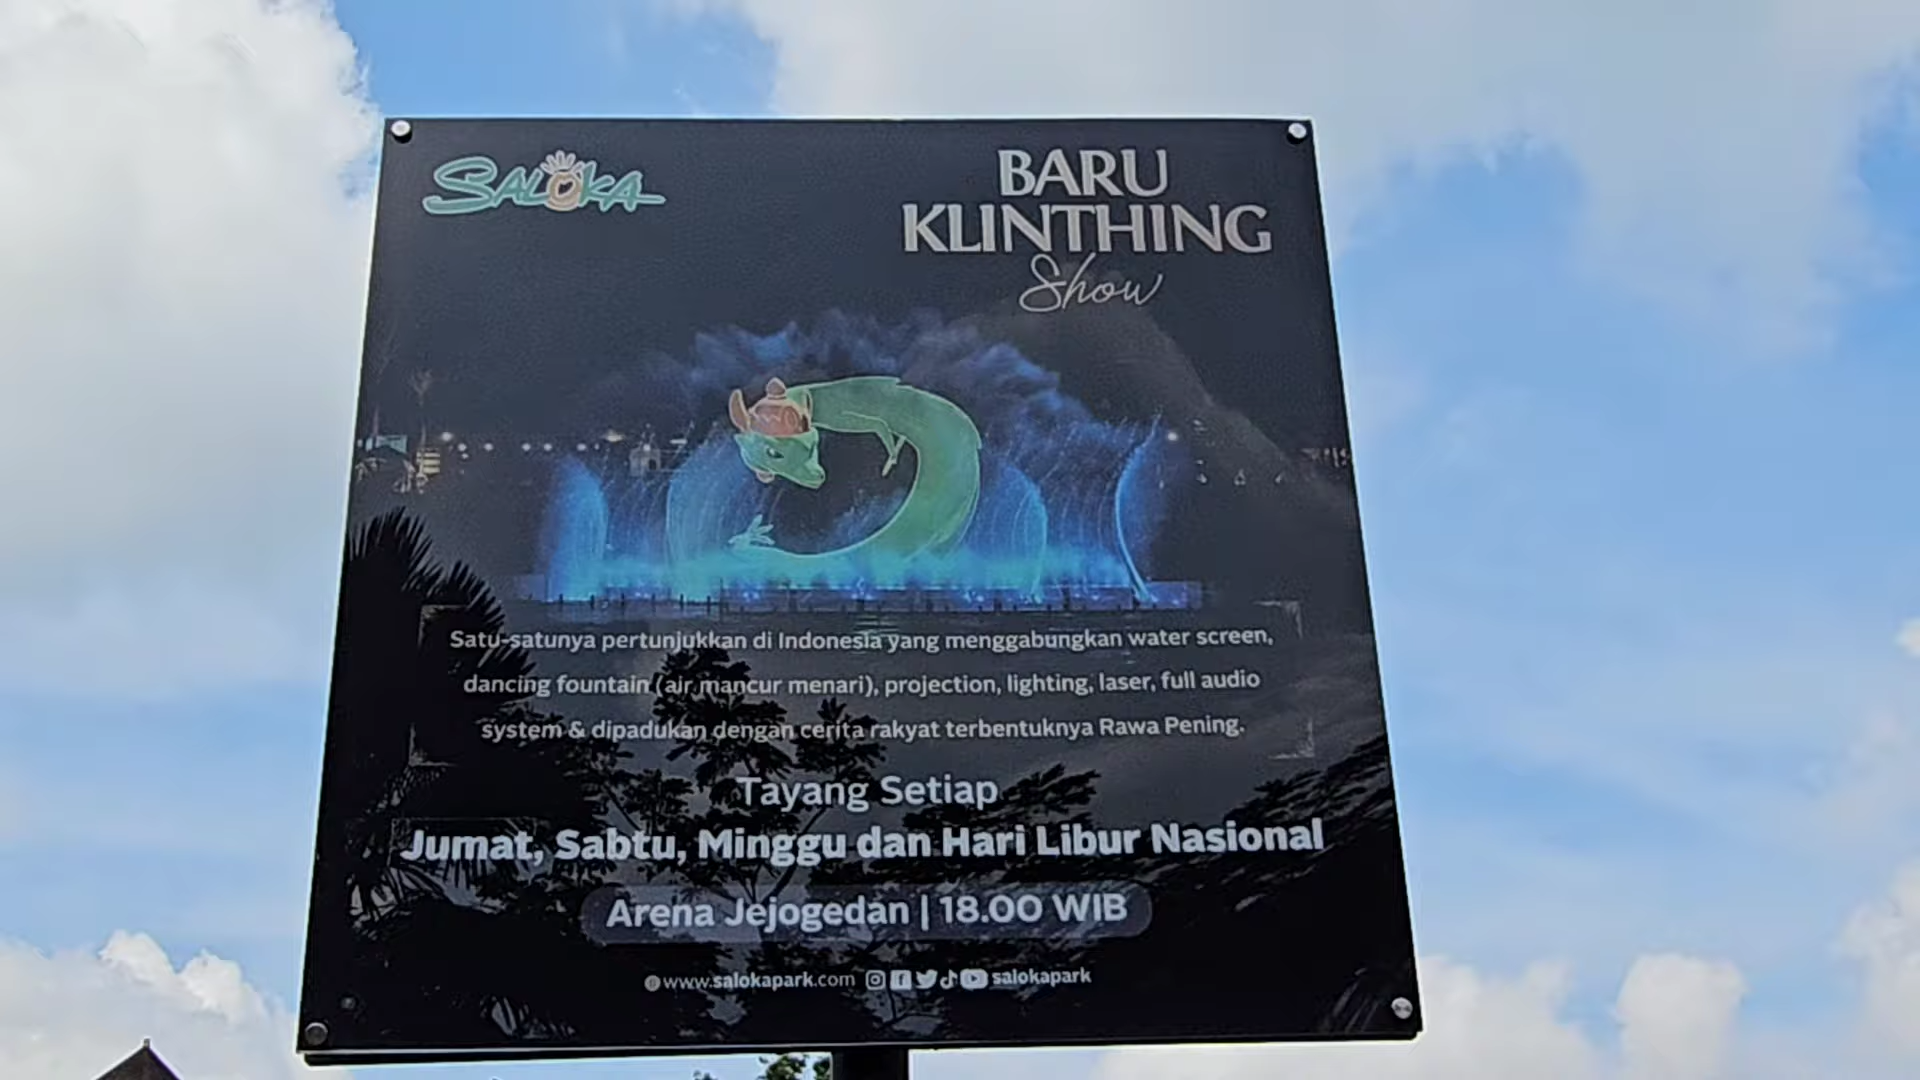 SALOKA
BARU
KLINTHING
Show
Satu-satunya pertunjukkan di Indonesia yang menggabungkan water screen,
dancing fountain (air mancur menari), projection, lighting, laser, full audio
system & dipadukan dengan cerita rakyat terbentuknya Rawa Pening.
Tayang Setiap
Jumat, Sabtu, Minggu dan Hari Libur Nasional
Arena Jejogedan | 18.00 WIB
www.salokapark.com salokapark